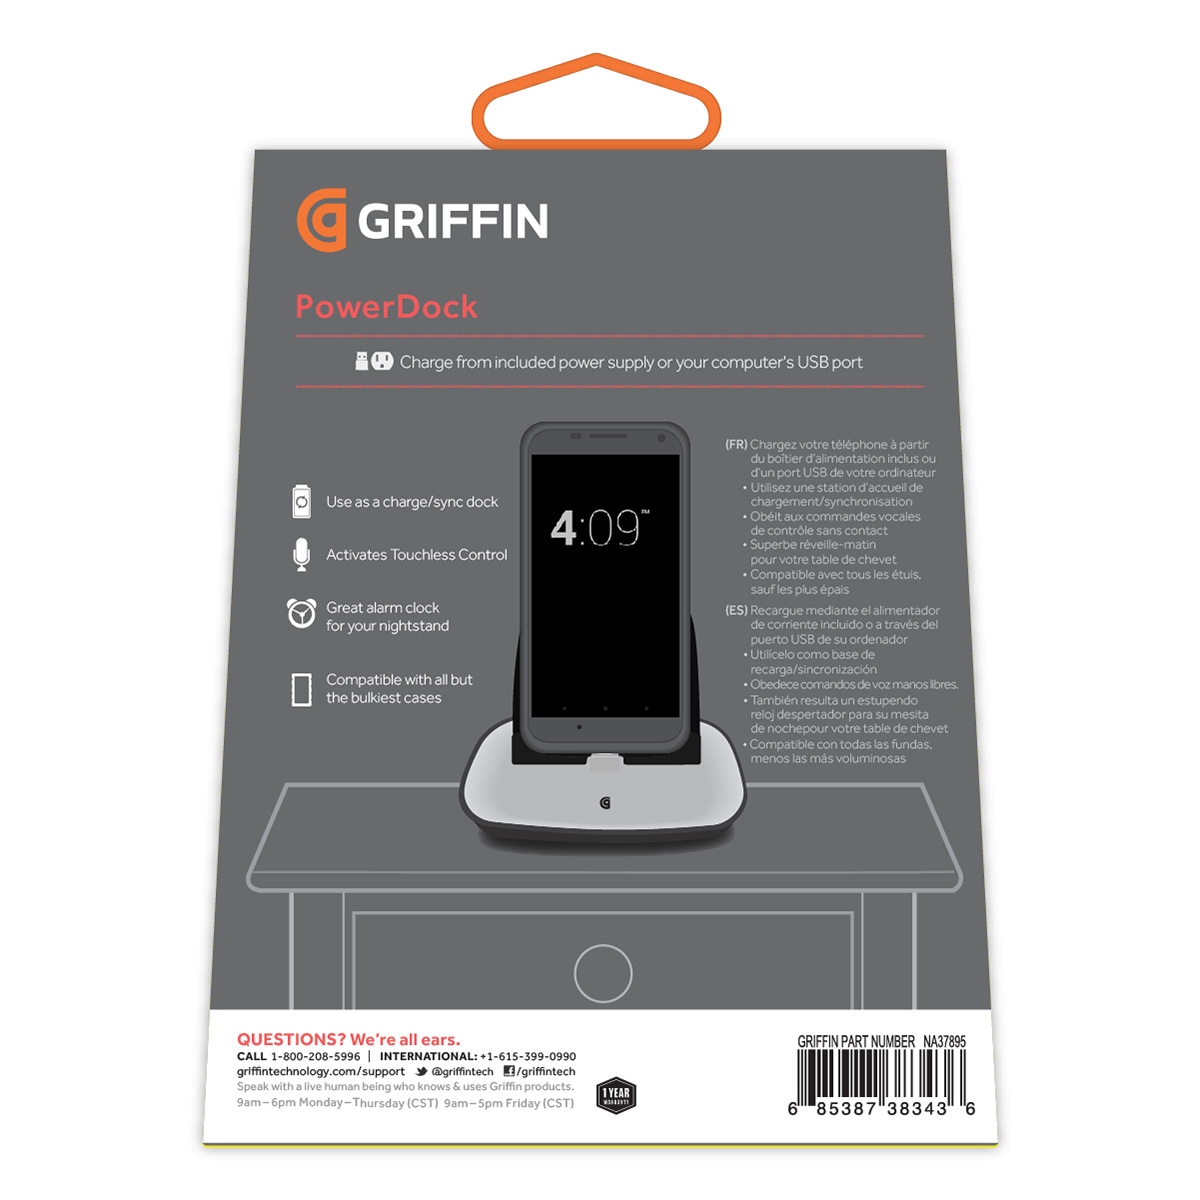 GRIFFIN
PowerDock
Charge from included power supply or your computer's USB port
Use as a charge/sync dock
Activates Touchless Control
Great alarm clock
for your nightstand
Compatible with all but
the bulkiest cases
4:09 PM
(FR) Chargez votre téléphone à partir
du boîtier d'alimentation inclus ou
d'un port USB de votre ordinateur
• Utilisez une station d'accueil de
chargement/synchronisation
• Obéit aux commandes vocales
de contrôle sans contact
• Superbe réveille-matin
pour votre table de chevet
• Compatible avec tous les étuis,
sauf les plus épais
(ES) Recargue mediante el alimentador
de corriente incluido o a través del
puerto USB de su ordenador
• Utilícelo como base de
recarga/sincronización
• Obedece comandos de voz manos libres.
• También resulta un estupendo
reloj despertador para su mesita
de nochepour votre table de chevet
• Compatible con todas las fundas,
menos las más voluminosas
QUESTIONS? We're all ears.
CALL 1-800-208-5996 | INTERNATIONAL: +1-615-399-0990
griffintechnology.com/support @griffintech /griffintech
Speak with a live human being who knows & uses Griffin products.
9am–6pm Monday–Thursday (CST) 9am–5pm Friday (CST)
1 YEAR
WARRANTY
GRIFFIN PART NUMBER NA37895
6 85387 38343 6